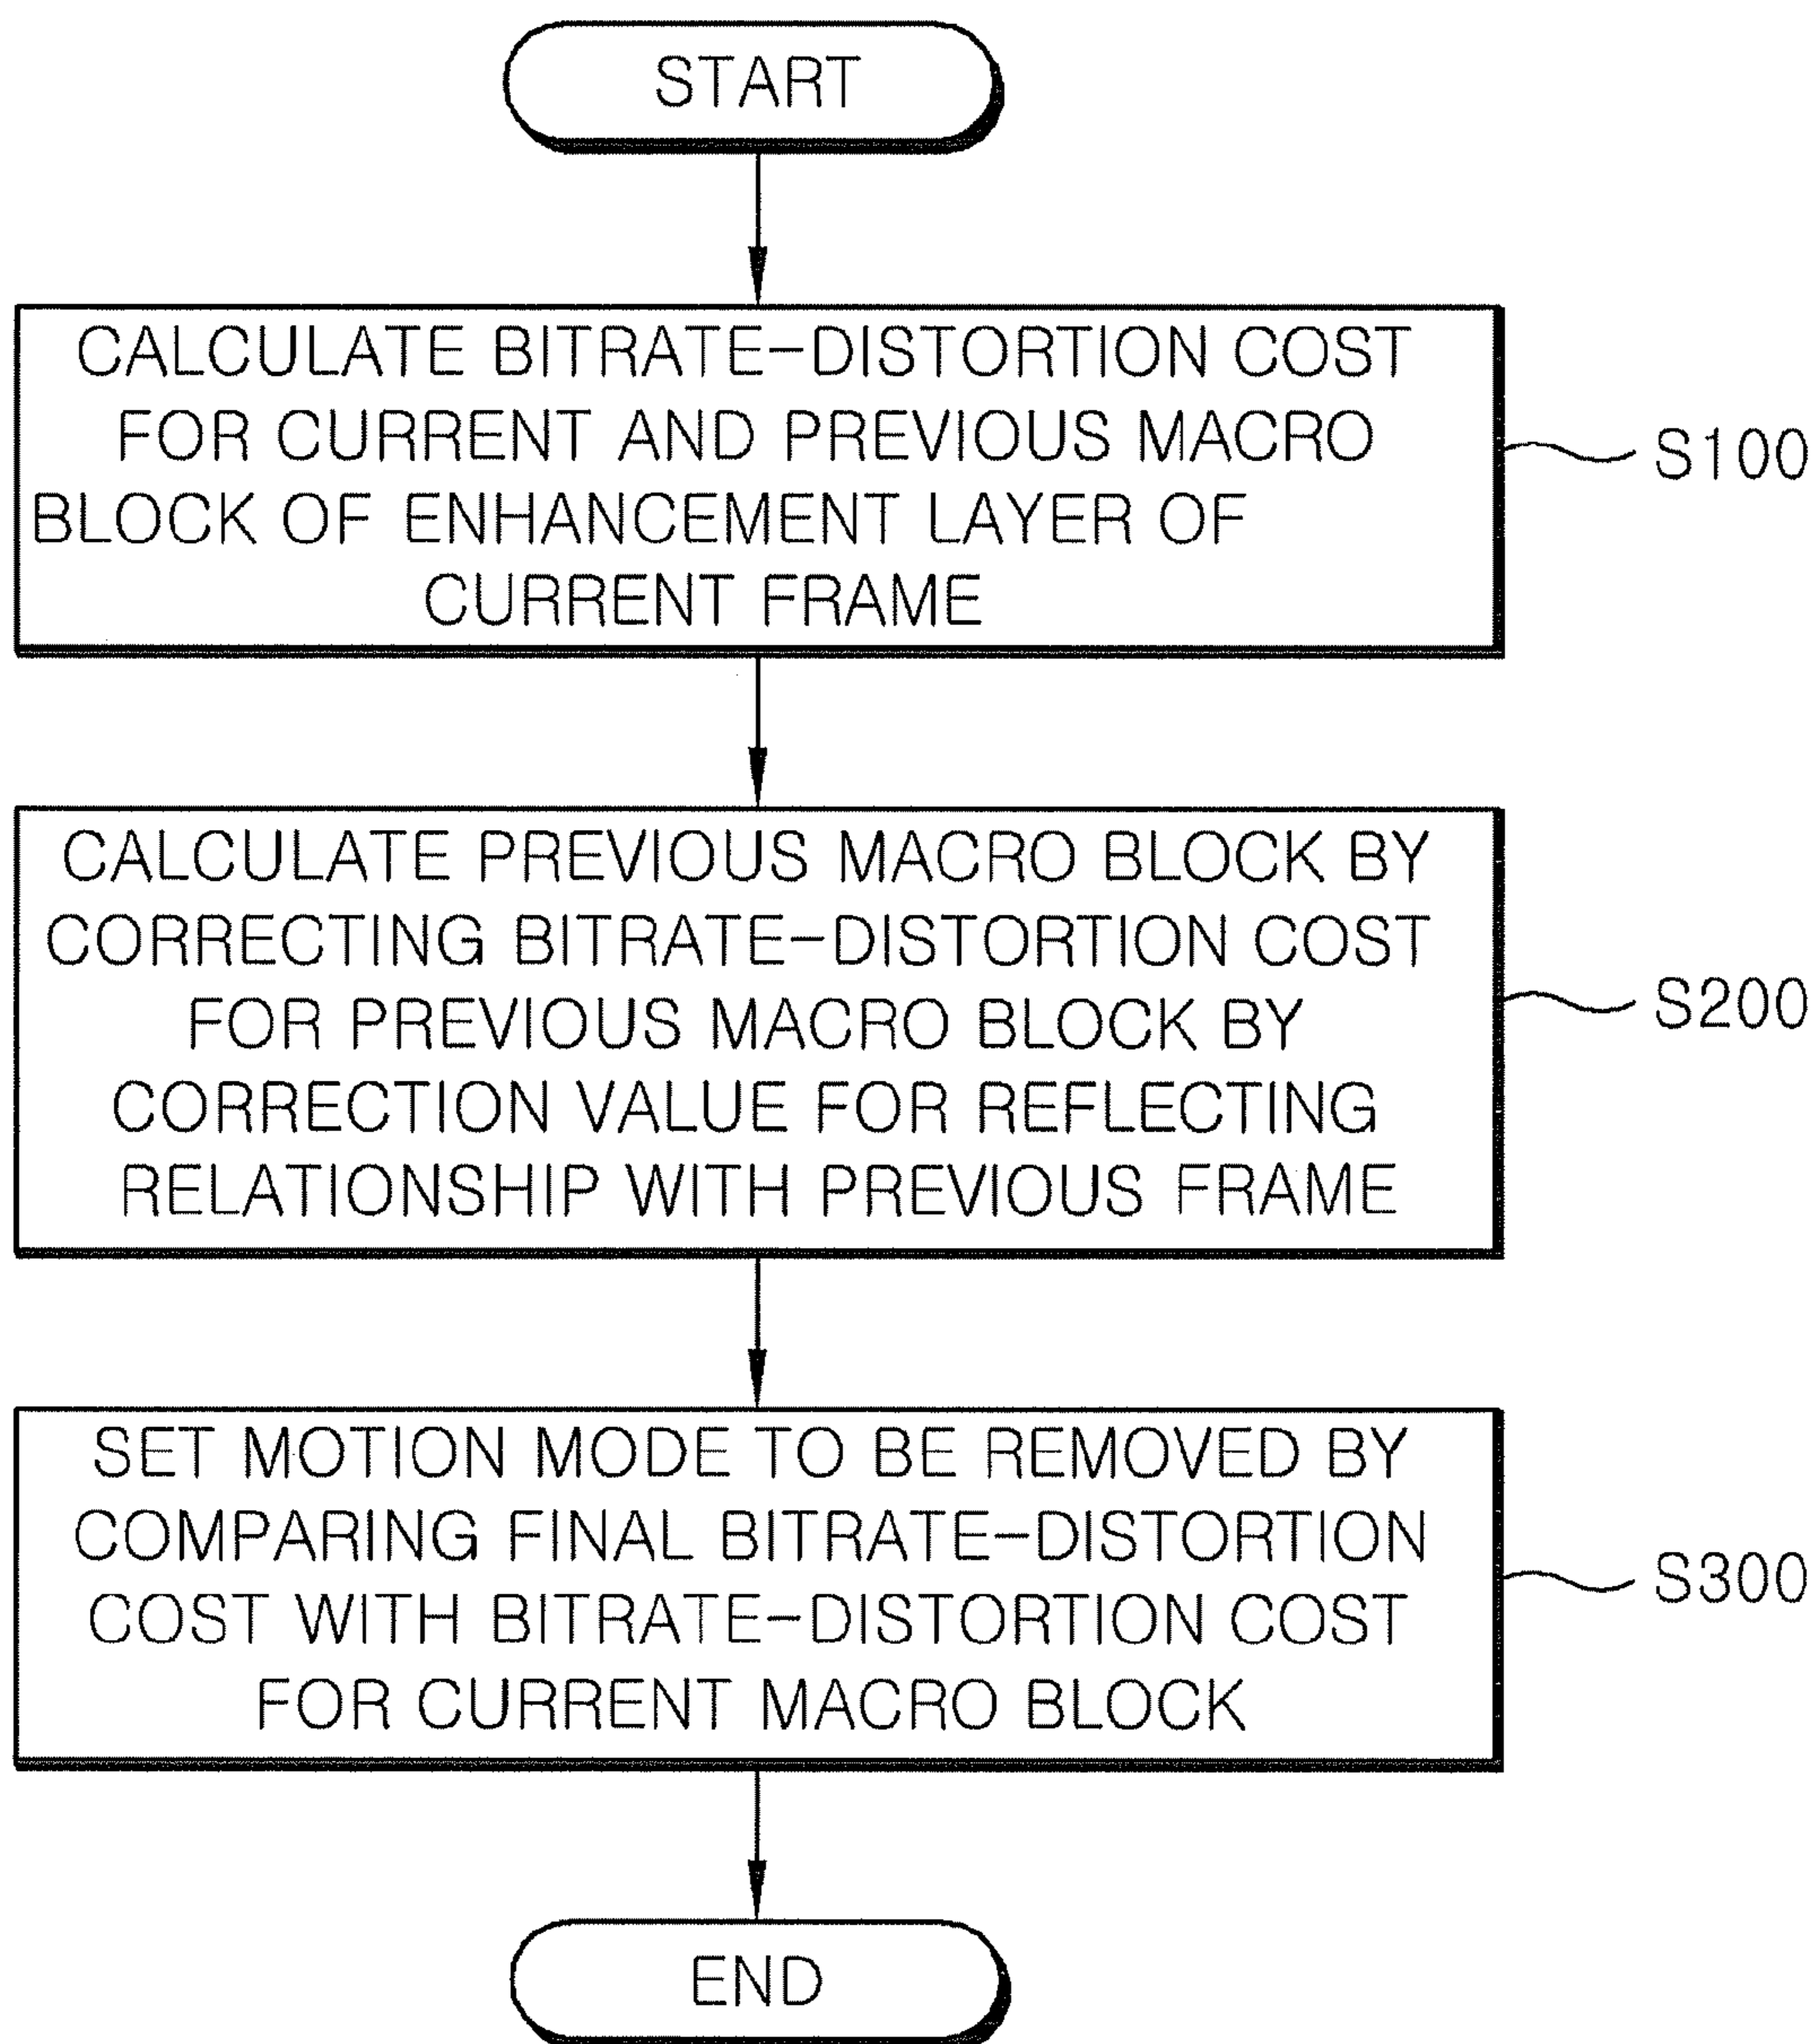 START
CALCULATE BITRATE-DISTORTION COST
FOR CURRENT AND PREVIOUS MACRO
BLOCK OF ENHANCEMENT LAYER OF
CURRENT FRAME
S100
CALCULATE PREVIOUS MACRO BLOCK BY
CORRECTING BITRATE-DISTORTION COST
FOR PREVIOUS MACRO BLOCK BY
CORRECTION VALUE FOR REFLECTING
RELATIONSHIP WITH PREVIOUS FRAME
S200
SET MOTION MODE TO BE REMOVED BY
COMPARING FINAL BITRATE-DISTORTION
COST WITH BITRATE-DISTORTION COST
FOR CURRENT MACRO BLOCK
S300
END